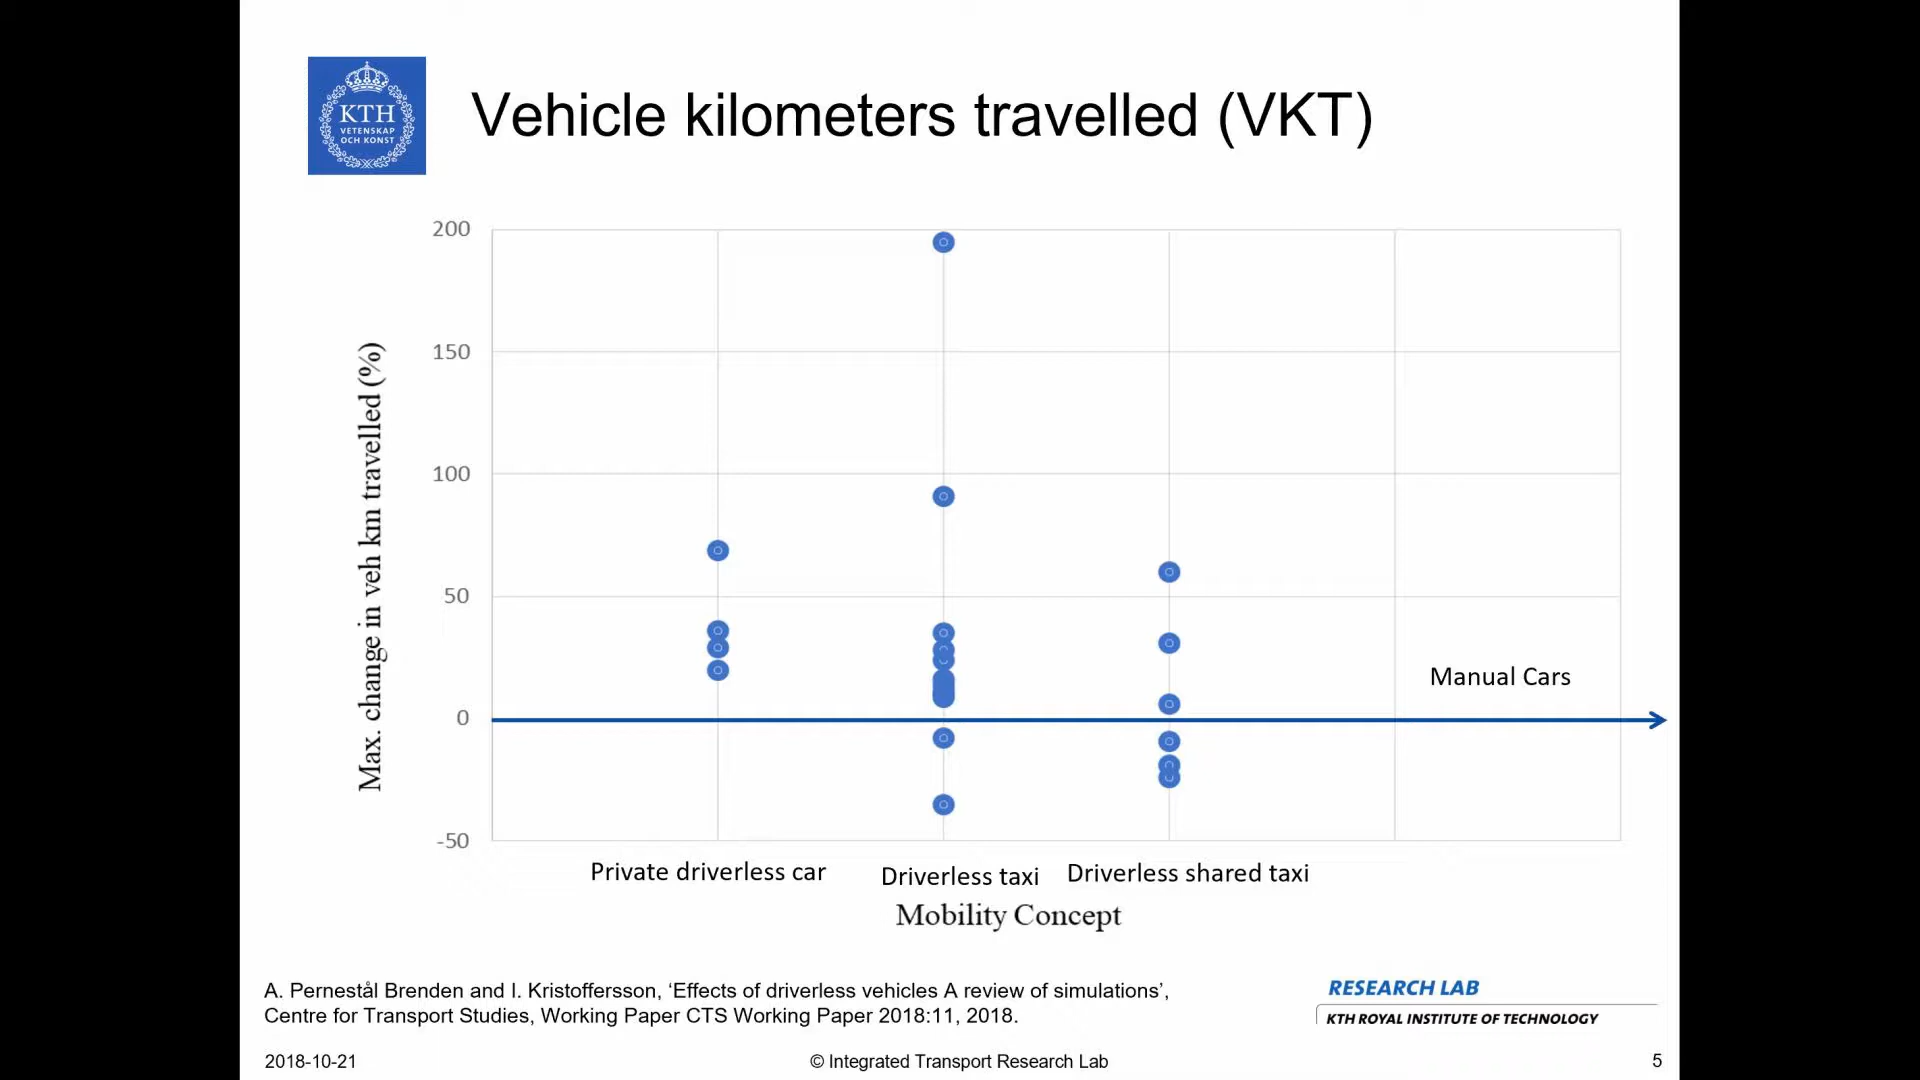 KTH
VETENSKAP
OCH KONST
Vehicle kilometers travelled (VKT)
Max. change in veh km travelled (%)
200
150
100
50
0
-50
Manual Cars
Private driverless car
Driverless taxi
Driverless shared taxi
Mobility Concept
A. Pernestål Brenden and I. Kristoffersson, ‘Effects of driverless vehicles A review of simulations’,
Centre for Transport Studies, Working Paper CTS Working Paper 2018:11, 2018.
RESEARCH LAB
KTH ROYAL INSTITUTE OF TECHNOLOGY
2018-10-21
© Integrated Transport Research Lab
5